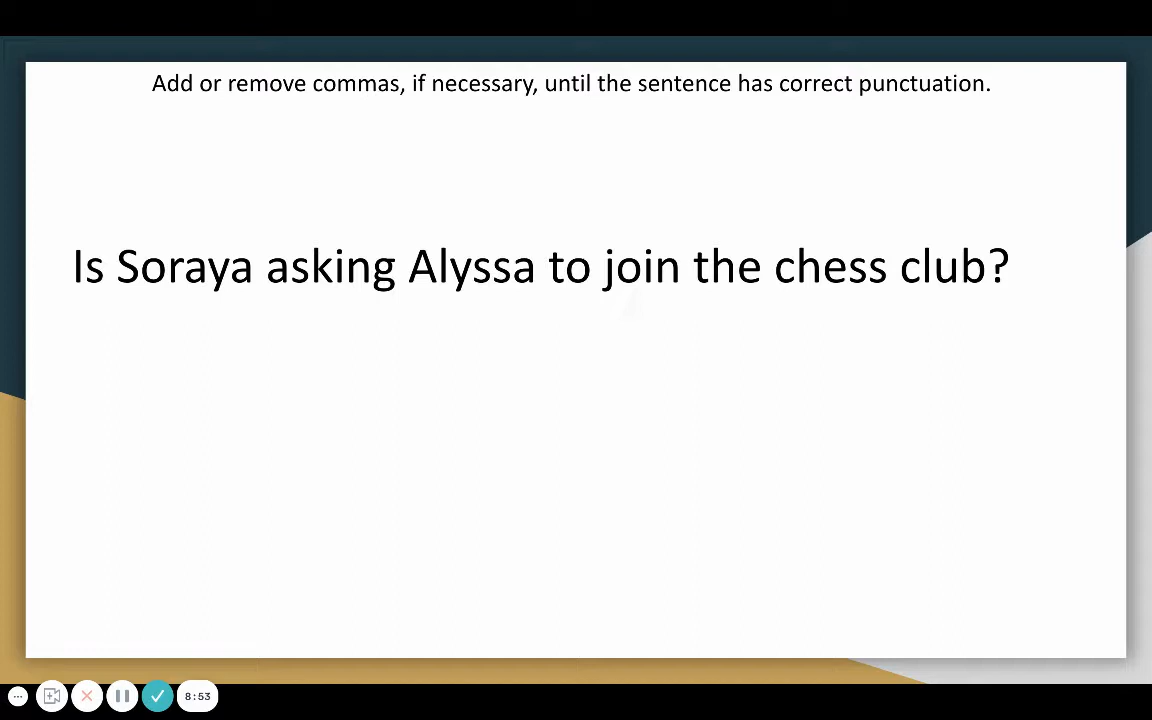 Add or remove commas, if necessary, until the sentence has correct punctuation.
Is Soraya asking Alyssa to join the chess club?
8:53